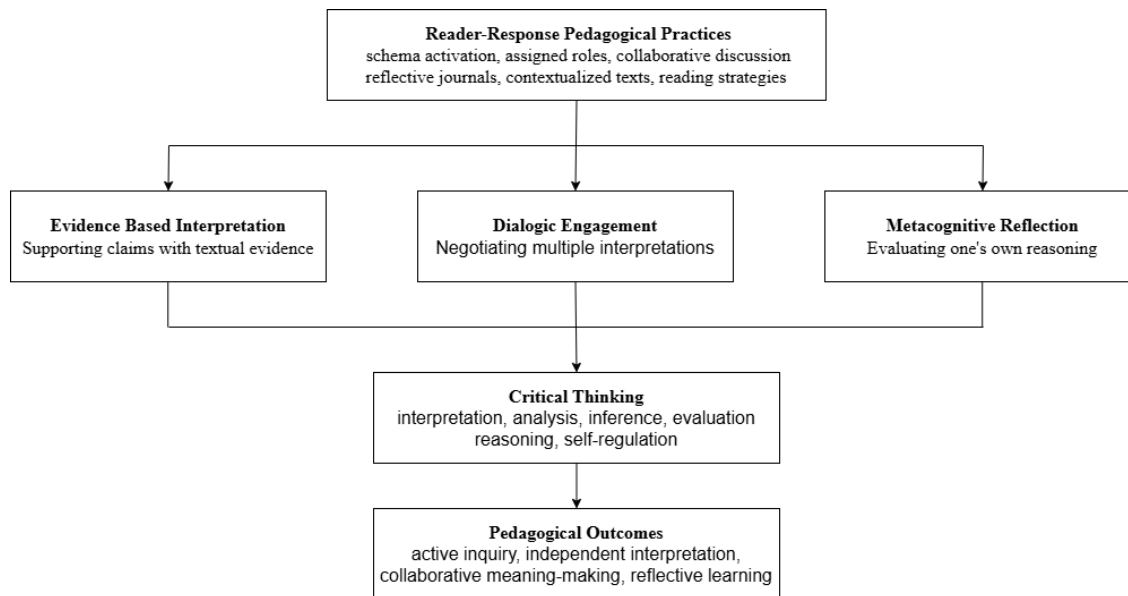 Reader-Response Pedagogical Practices
schema activation, assigned roles, collaborative discussion
reflective journals, contextualized texts, reading strategies
Evidence Based Interpretation
Supporting claims with textual evidence
Dialogic Engagement
Negotiating multiple interpretations
Metacognitive Reflection
Evaluating one's own reasoning
Critical Thinking
interpretation, analysis, inference, evaluation
reasoning, self-regulation
Pedagogical Outcomes
active inquiry, independent interpretation,
collaborative meaning-making, reflective learning